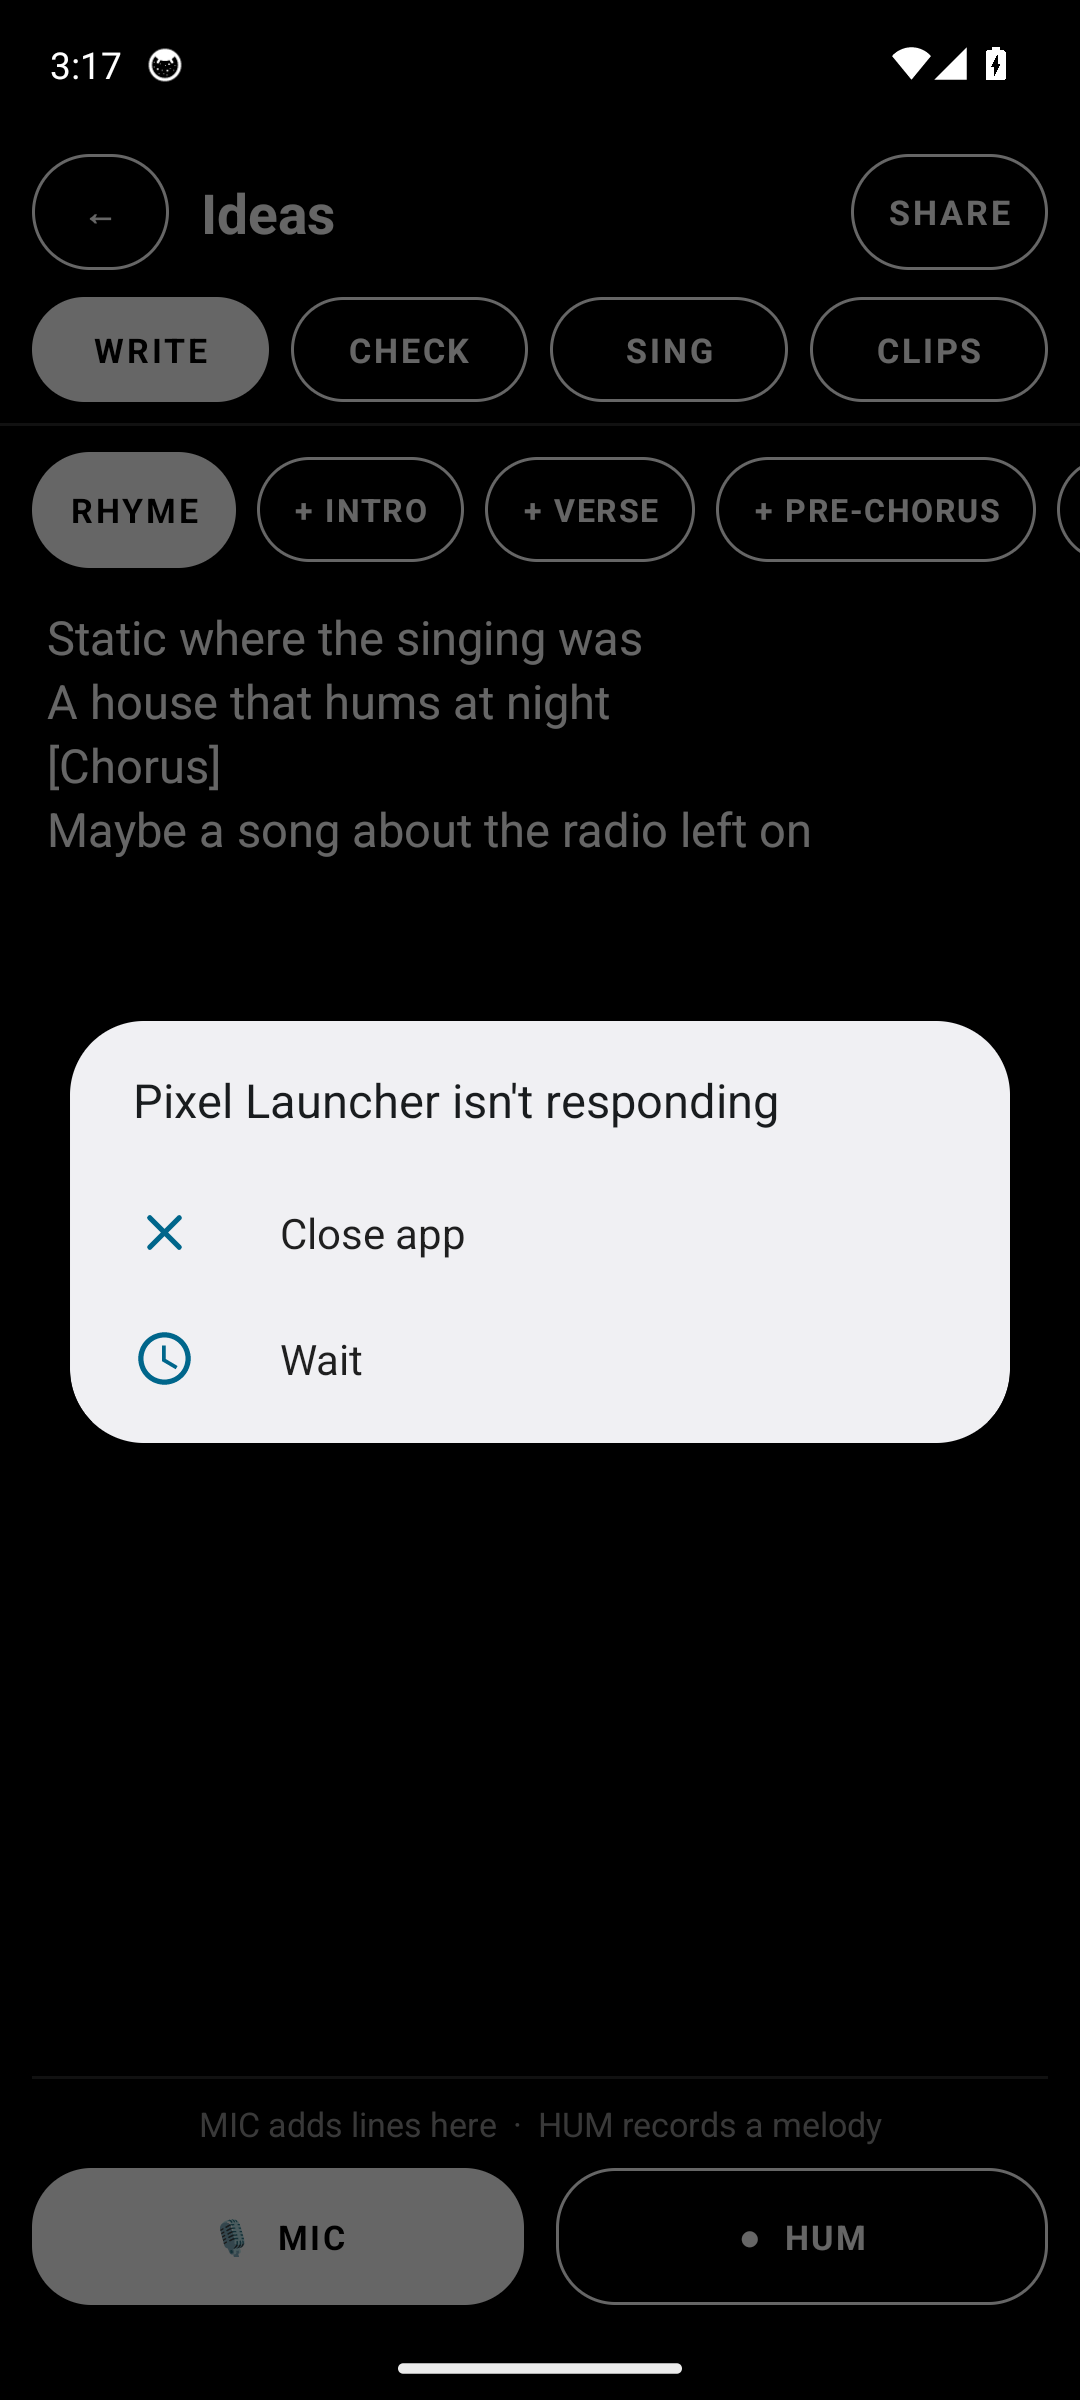 3:17
← Ideas SHARE
WRITE CHECK SING CLIPS
RHYME + INTRO + VERSE + PRE-CHORUS
Static where the singing was
A house that hums at night
[Chorus]
Maybe a song about the radio left on
Pixel Launcher isn't responding
Close app
Wait
MIC adds lines here · HUM records a melody
MIC ● HUM